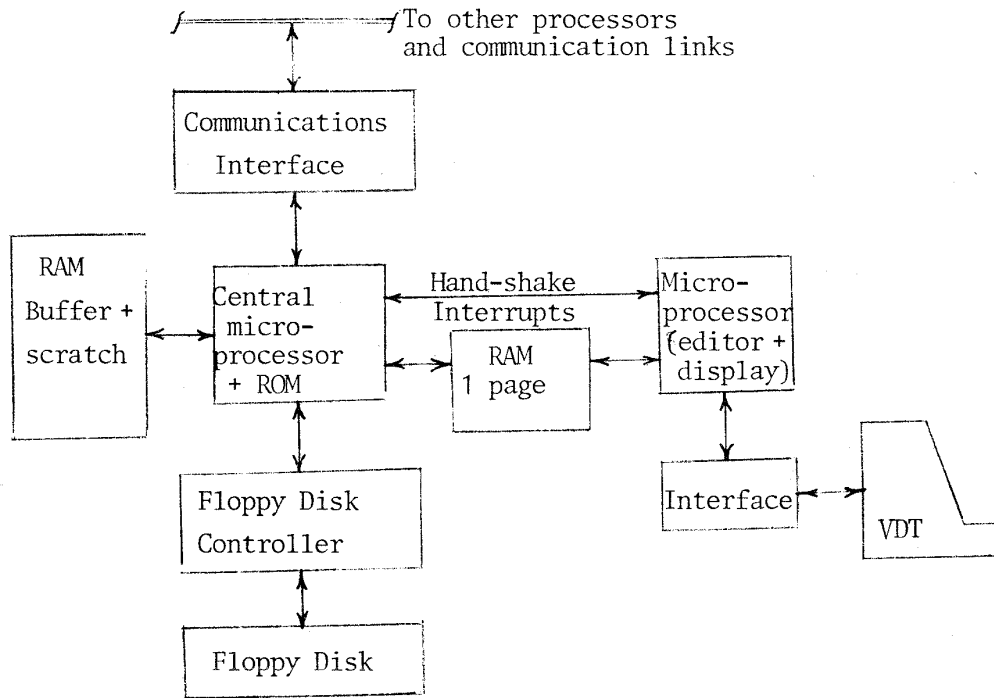 To other processors
and communication links
Communications
Interface
RAM
Buffer +
scratch
Central
micro-
processor
+ ROM
Hand-shake
Interrupts
RAM
1 page
Micro-
processor
(editor +
display)
Floppy Disk
Controller
Interface
VDT
Floppy Disk